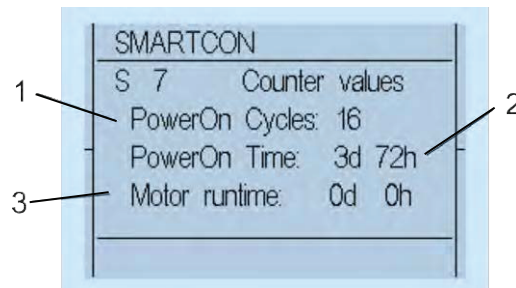 SMARTCON
S 7 Counter values
1
PowerOn Cycles: 16
2
PowerOn Time: 3d 72h
3
Motor runtime: 0d 0h